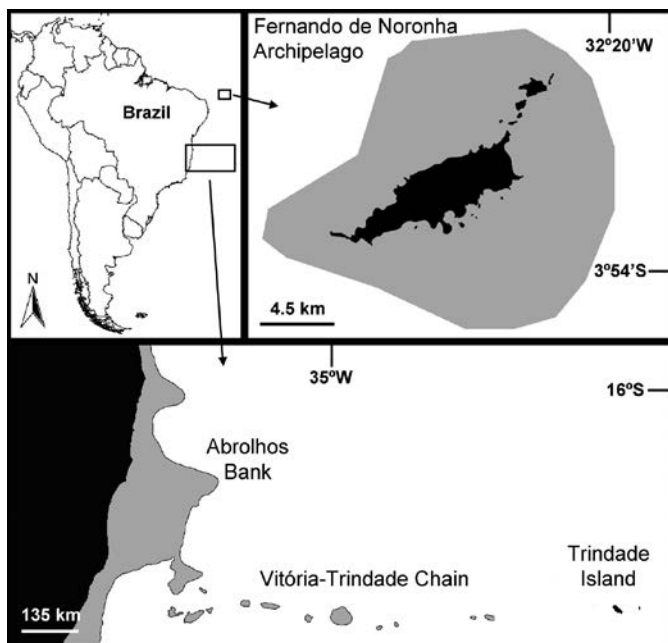 Brazil
N
Fernando de Noronha
Archipelago
32º20'W
3º54'S
4.5 km
35ºW
16ºS
Abrolhos
Bank
Vitória-Trindade Chain
Trindade
Island
135 km